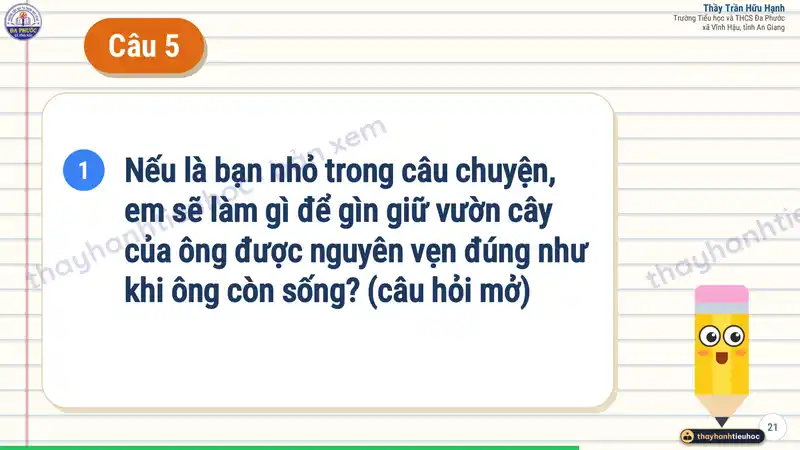 Thầy Trần Hữu Hạnh
Trường Tiểu học và THCS Đa Phước
xã Vĩnh Hậu, tỉnh An Giang
ĐA PHƯỚC
Câu 5
1
Nếu là bạn nhỏ trong câu chuyện,
em sẽ làm gì để gìn giữ vườn cây
của ông được nguyên vẹn đúng như
khi ông còn sống? (câu hỏi mở)
21
thayhanhtieuhoc